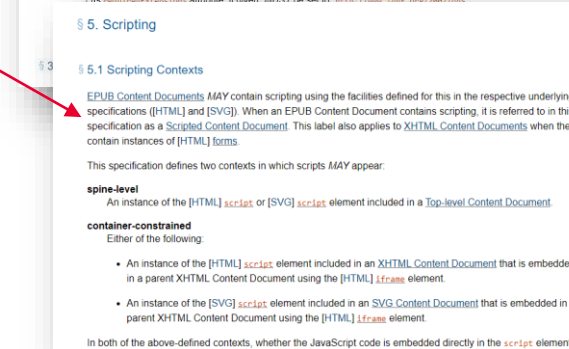 § 5. Scripting
§ 3
§ 5.1 Scripting Contexts
EPUB Content Documents MAY contain scripting using the facilities defined for this in the respective underlying
specifications ([HTML] and [SVG]). When an EPUB Content Document contains scripting, it is referred to in thi
specification as a Scripted Content Document. This label also applies to XHTML Content Documents when the
contain instances of [HTML] forms.
This specification defines two contexts in which scripts MAY appear:
spine-level
An instance of the [HTML] script or [SVG] script element included in a Top-level Content Document.
container-constrained
Either of the following:
• An instance of the [HTML] script element included in an XHTML Content Document that is embedde
in a parent XHTML Content Document using the [HTML] iframe element.
• An instance of the [SVG] script element included in an SVG Content Document that is embedded in
parent XHTML Content Document using the [HTML] iframe element.
In both of the above-defined contexts, whether the JavaScript code is embedded directly in the script element